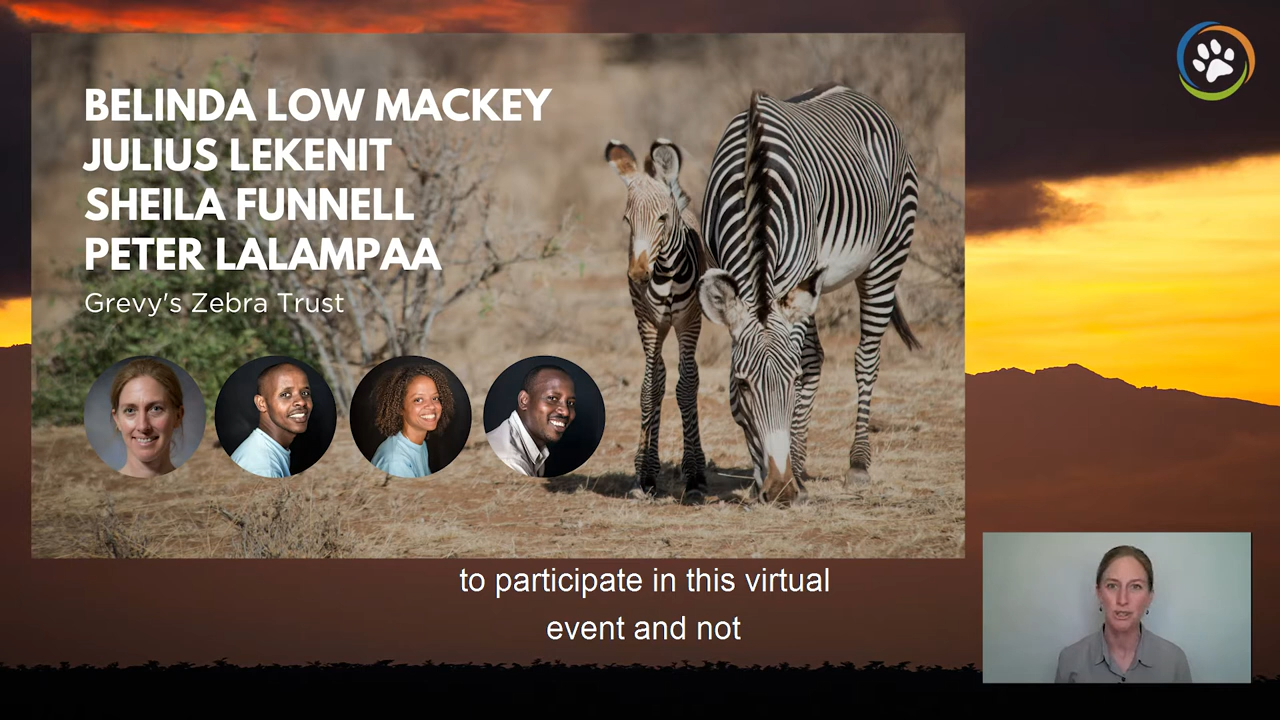 BELINDA LOW MACKEY
JULIUS LEKENIT
SHEILA FUNNELL
PETER LALAMPAA
Grevy's Zebra Trust
to participate in this virtual
event and not